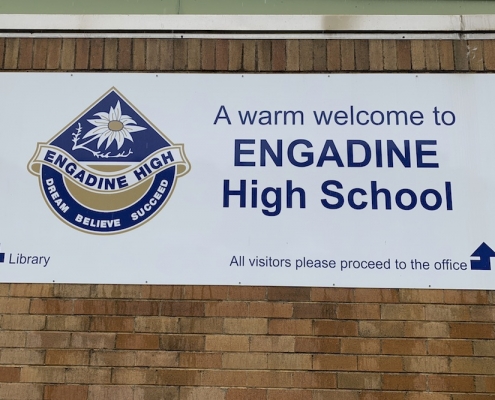 A warm welcome to
ENGADINE
High School
ENGADINE HIGH
DREAM BELIEVE SUCCEED
Library
All visitors please proceed to the office